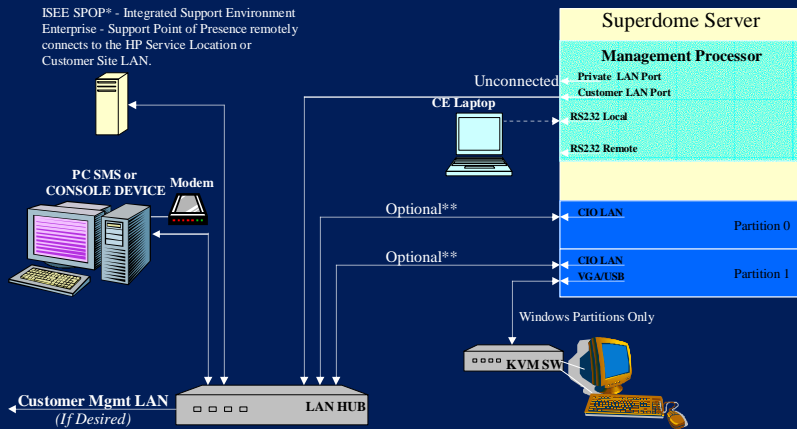 ISEE SPOP* - Integrated Support Environment
Enterprise - Support Point of Presence remotely
connects to the HP Service Location or
Customer Site LAN.
Superdome Server
Management Processor
Unconnected
Private LAN Port
Customer LAN Port
CE Laptop
RS232 Local
RS232 Remote
PC SMS or
CONSOLE DEVICE
Modem
Optional**
CIO LAN
Partition 0
Optional**
CIO LAN
VGA/USB
Partition 1
Windows Partitions Only
KVM SW
Customer Mgmt LAN
(If Desired)
LAN HUB